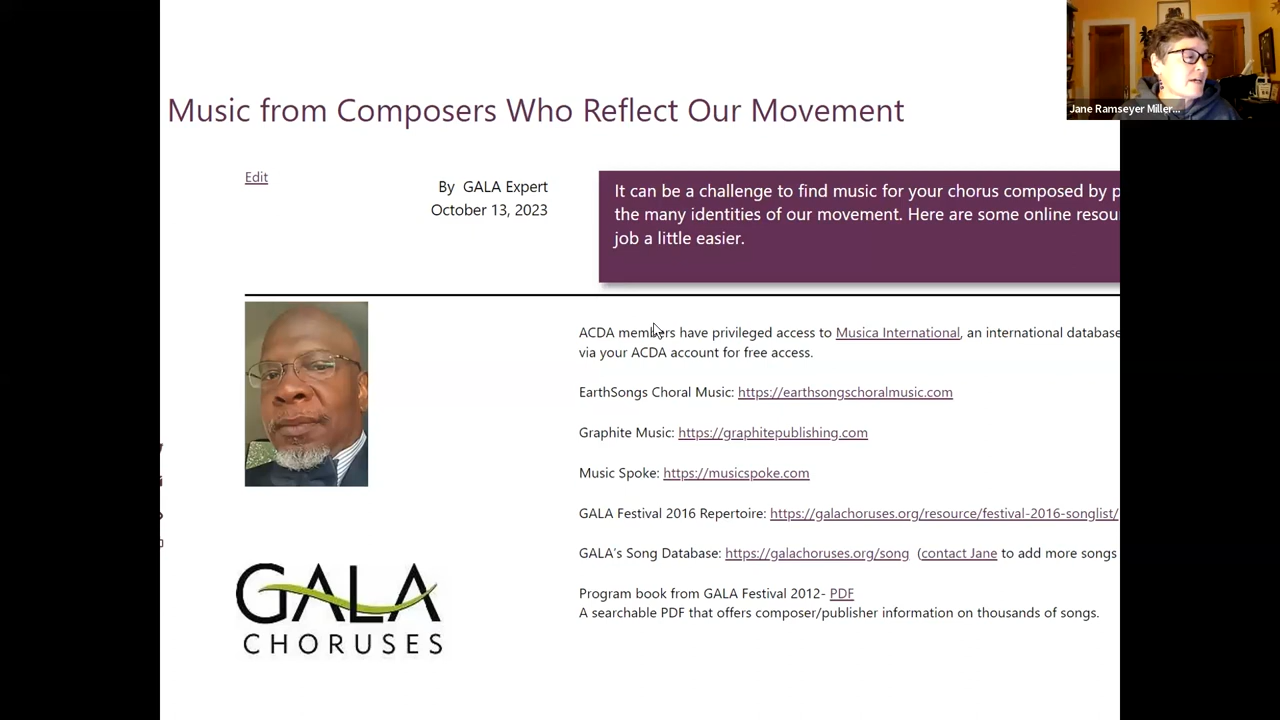 Jane Ramseyer Miller...
Music from Composers Who Reflect Our Movement
Edit
By GALA Expert
October 13, 2023
It can be a challenge to find music for your chorus composed by
the many identities of our movement. Here are some online
job a little easier.
ACDA members have privileged access to Musica International, an international database
via your ACDA account for free access.
EarthSongs Choral Music: https://earthsongschoralmusic.com
Graphite Music: https://graphitepublishing.com
Music Spoke: https://musicspoke.com
GALA Festival 2016 Repertoire: https://galachoruses.org/resource/festival-2016-songlist/
GALA's Song Database: https://galachoruses.org/song (contact Jane to add more songs
Program book from GALA Festival 2012- PDF
A searchable PDF that offers composer/publisher information on thousands of songs.
GALA
CHORUSES